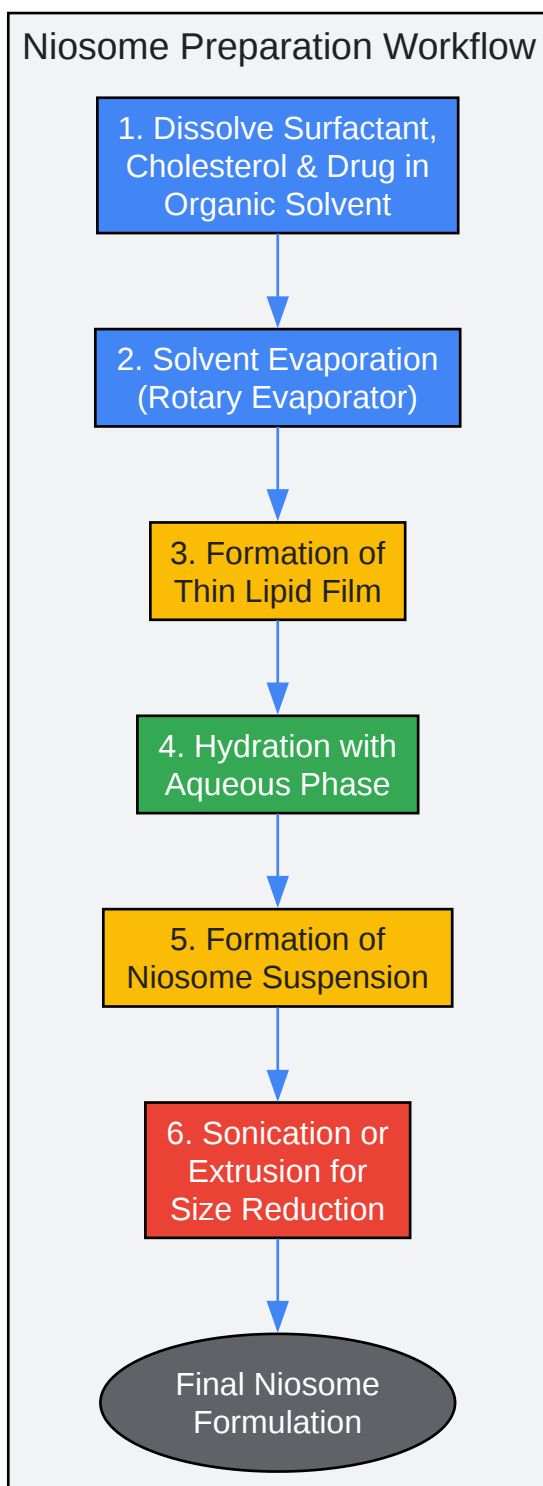 Niosome Preparation Workflow
1. Dissolve Surfactant,
Cholesterol & Drug in
Organic Solvent
2. Solvent Evaporation
(Rotary Evaporator)
3. Formation of
Thin Lipid Film
4. Hydration with
Aqueous Phase
5. Formation of
Niosome Suspension
6. Sonication or
Extrusion for
Size Reduction
Final Niosome
Formulation